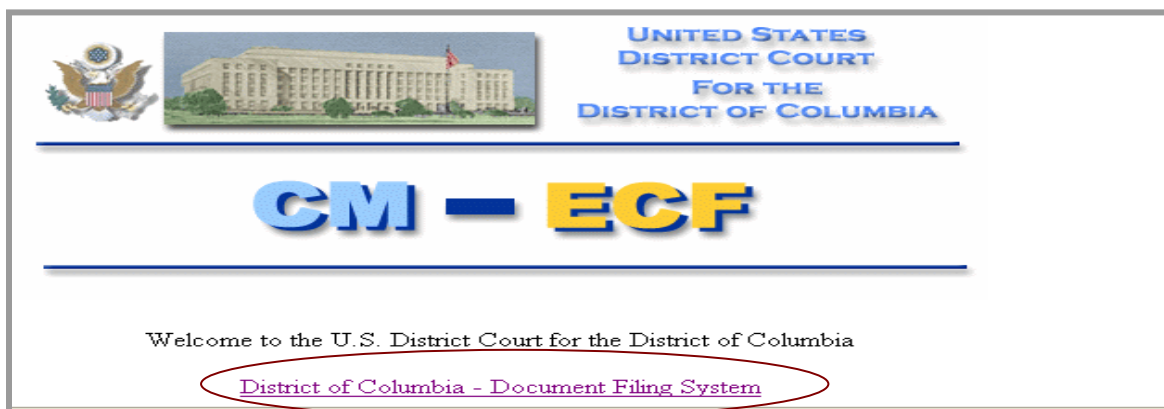 UNITED STATES
DISTRICT COURT
FOR THE
DISTRICT OF COLUMBIA
CM – ECF
Welcome to the U.S. District Court for the District of Columbia
District of Columbia - Document Filing System